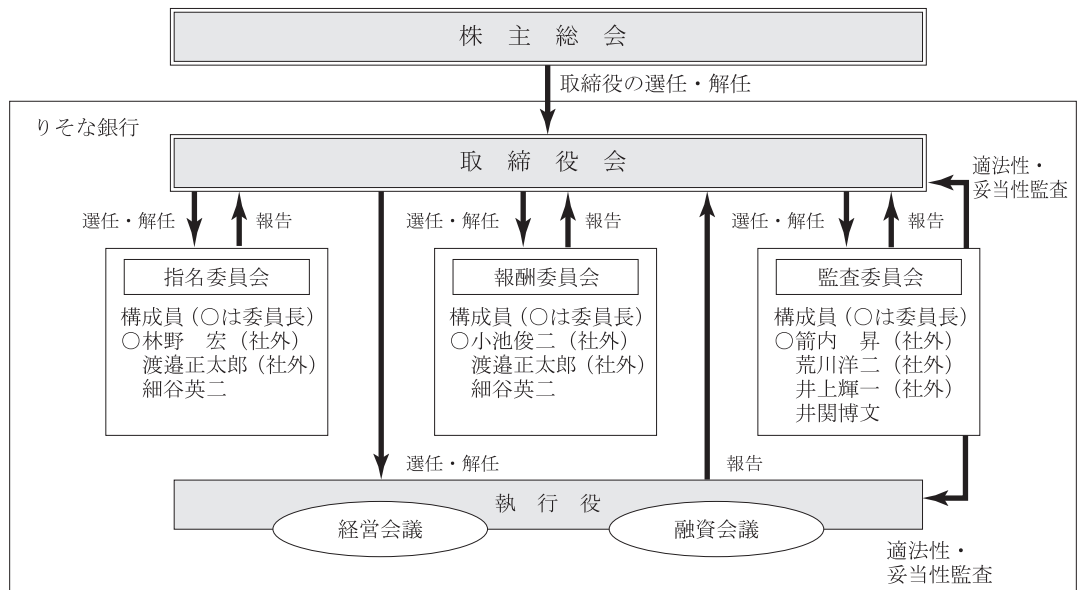 株主総会
取締役の選任・解任
りそな銀行
取締役会
適法性・
妥当性監査
選任・解任
報告
選任・解任
報告
選任・解任
報告
指名委員会
構成員(○は委員長)
○林野 宏(社外)
渡邉正太郎(社外)
細谷英二
報酬委員会
構成員(○は委員長)
○小池俊二(社外)
渡邉正太郎(社外)
細谷英二
監査委員会
構成員(○は委員長)
○箭内 昇(社外)
荒川洋二(社外)
井上輝一(社外)
井関博文
選任・解任
報告
執行役
経営会議
融資会議
適法性・
妥当性監査